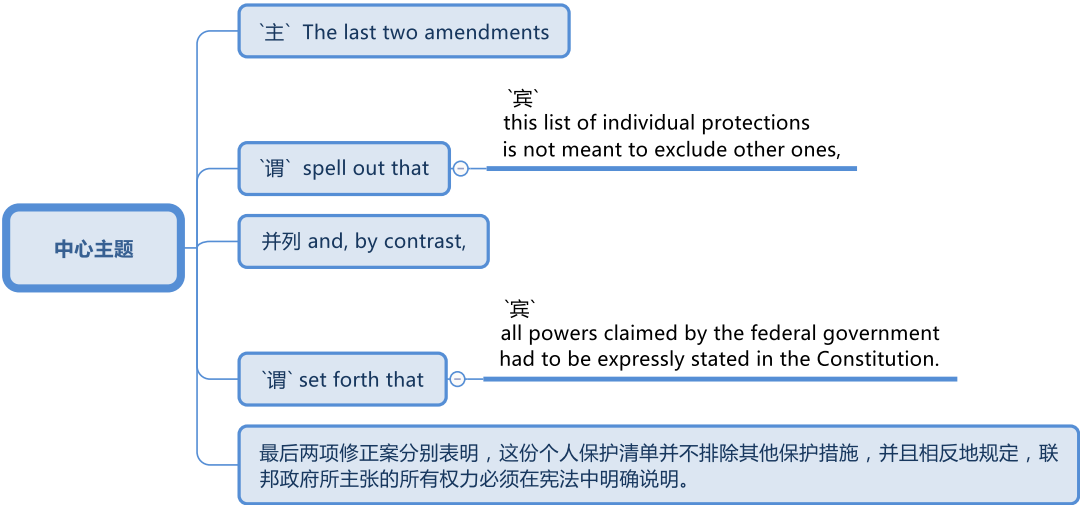 中心主题
`主` The last two amendments
`谓` spell out that
`宾`
this list of individual protections
is not meant to exclude other ones,
并列 and, by contrast,
`谓` set forth that
`宾`
all powers claimed by the federal government
had to be expressly stated in the Constitution.
最后两项修正案分别表明，这份个人保护清单并不排除其他保护措施，并且相反地规定，联
邦政府所主张的所有权力必须在宪法中明确说明。